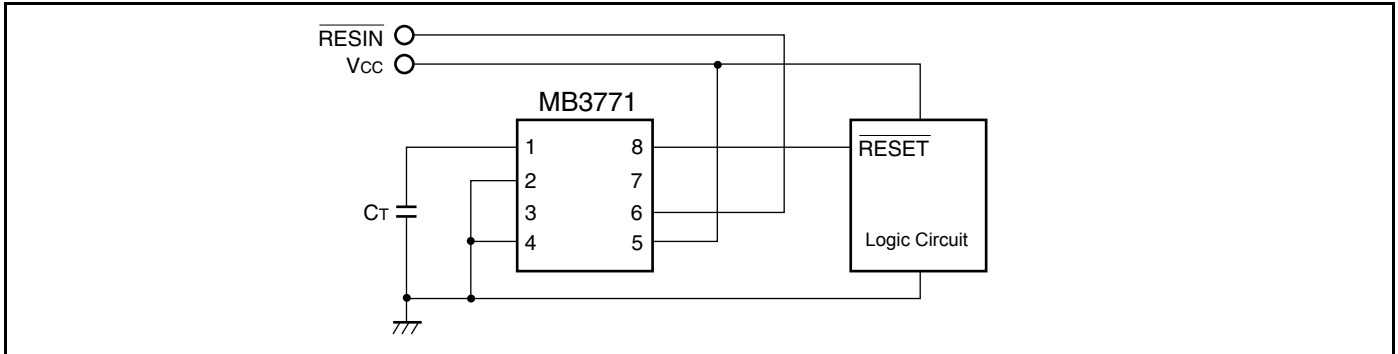 RESIN
VCC
MB3771
1 8 RESET
2 7
CT 3 6
4 5 Logic Circuit